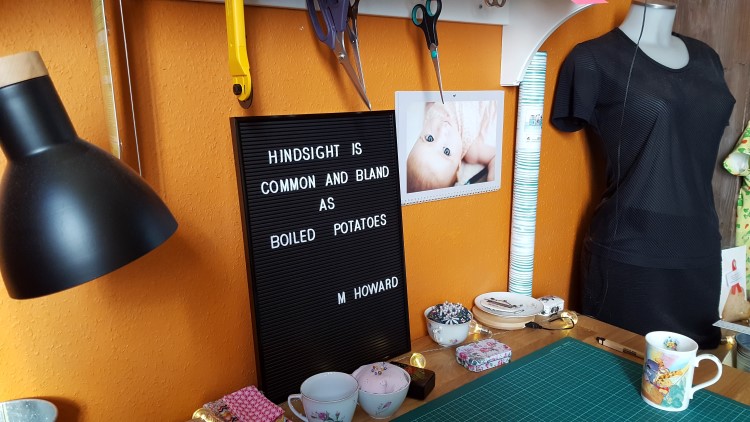 HINDSIGHT IS
COMMON AND BLAND
AS
BOILED POTATOES
M HOWARD